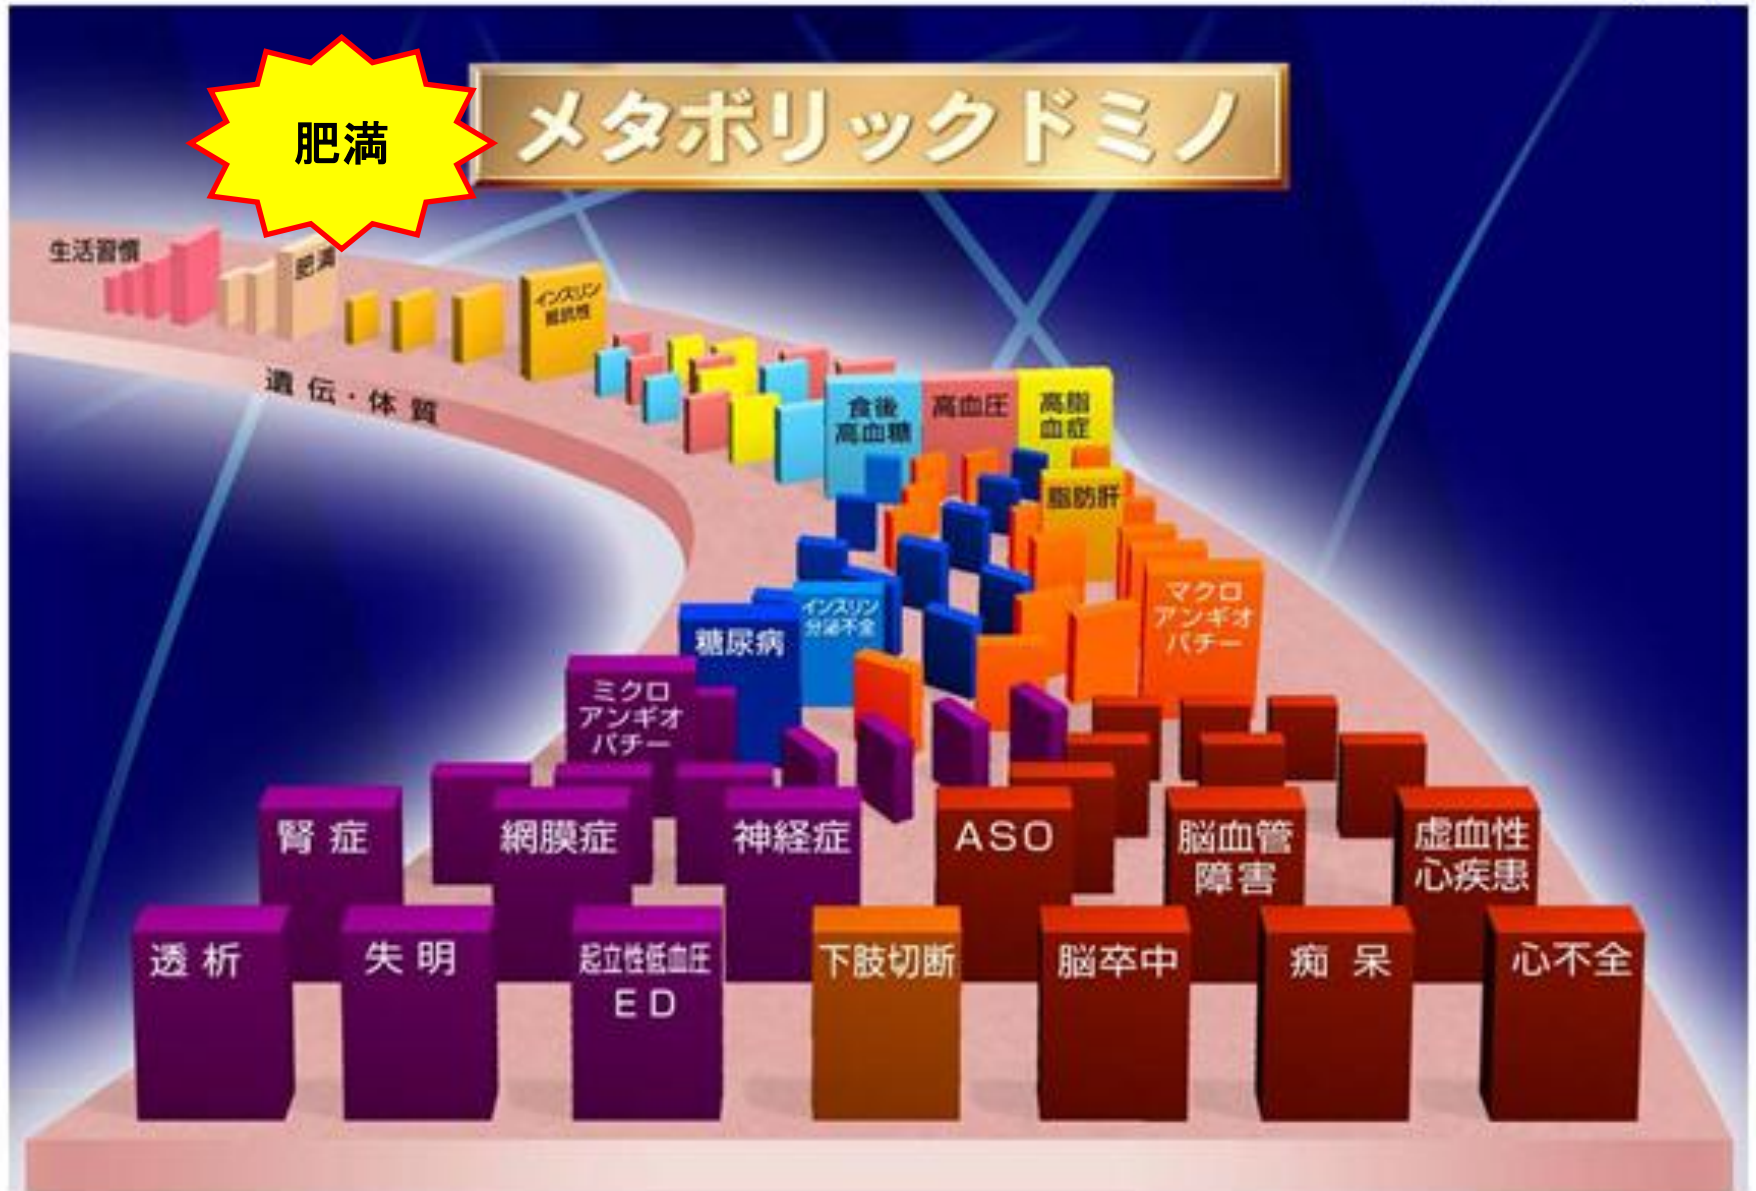 肥満
メタボリックドミノ
生活習慣
肥満
インスリン
抵抗性
遺伝・体質
食後
高血糖
高血圧
高脂
血症
脂肪肝
マクロ
アンギオ
パチー
インスリン
分泌不全
糖尿病
ミクロ
アンギオ
パチー
腎症
網膜症
神経症
ASO
脳血管
障害
虚血性
心疾患
透析
失明
起立性低血圧
ED
下肢切断
脳卒中
痴呆
心不全